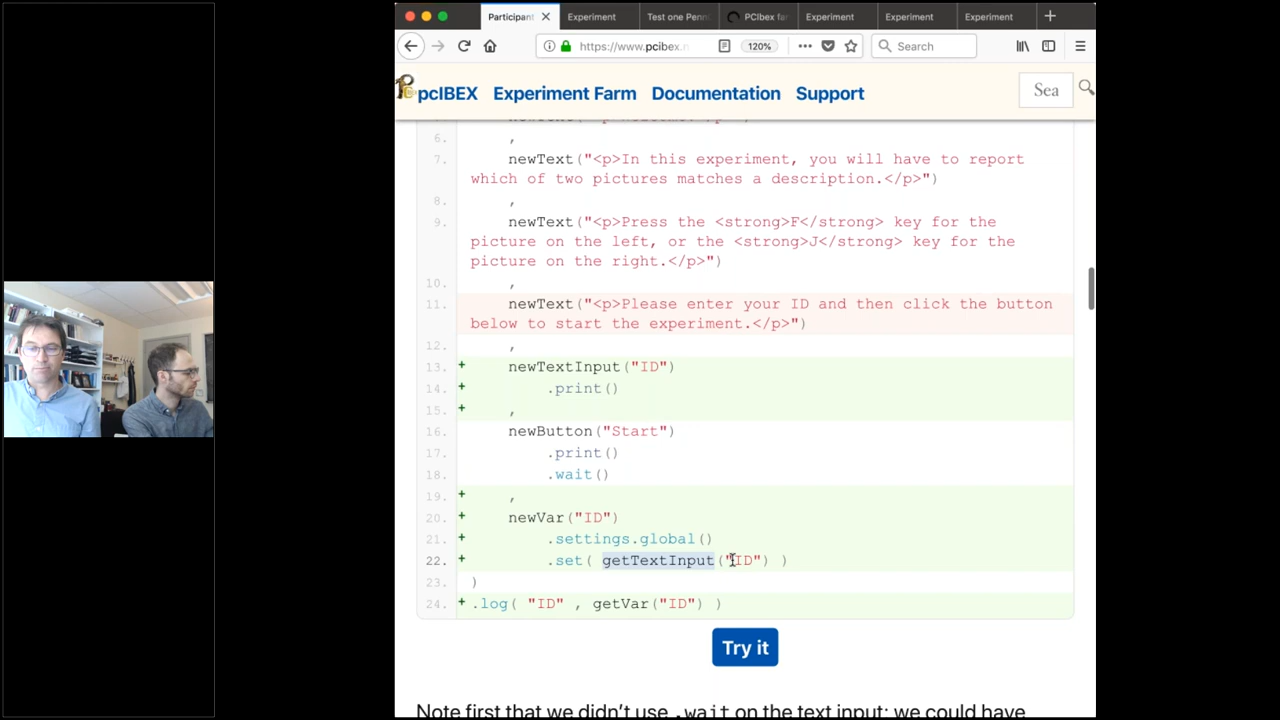 Participant
Experiment
Test one Penn
PCIbex far
Experiment
Experiment
Experiment
https://www.pcibex.n
120%
Search
pcIBEX
Experiment Farm
Documentation
Support
Sea
6. ,
7. newText("<p>In this experiment, you will have to report
which of two pictures matches a description.</p>")
8. ,
9. newText("<p>Press the <strong>F</strong> key for the
picture on the left, or the <strong>J</strong> key for the
picture on the right.</p>")
10. ,
11. newText("<p>Please enter your ID and then click the button
below to start the experiment.</p>")
12. ,
13. + newTextInput("ID")
14. + .print()
15. + ,
16. newButton("Start")
17. .print()
18. .wait()
19. + ,
20. + newVar("ID")
21. + .settings.global()
22. + .set( getTextInput("ID") )
23. )
24. + .log( "ID" , getVar("ID") )
Try it
Note first that we didn't use .wait on the text input: we could have